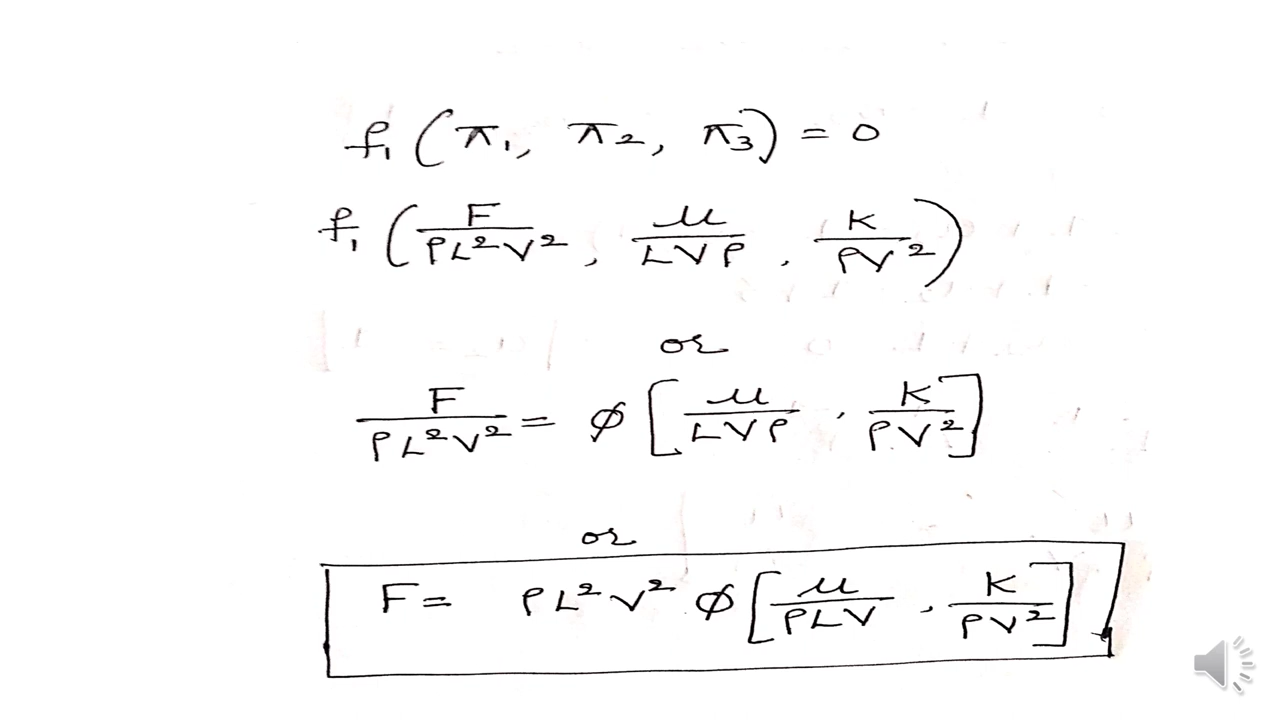 f₁ (π₁, π₂, π₃) = 0
f₁ (F/ρL²V², μ/LVρ, K/ρV²)
or
F/ρL²V² = φ [μ/LVρ, K/ρV²]
or
F = ρL²V² φ [μ/ρLV, K/ρV²]